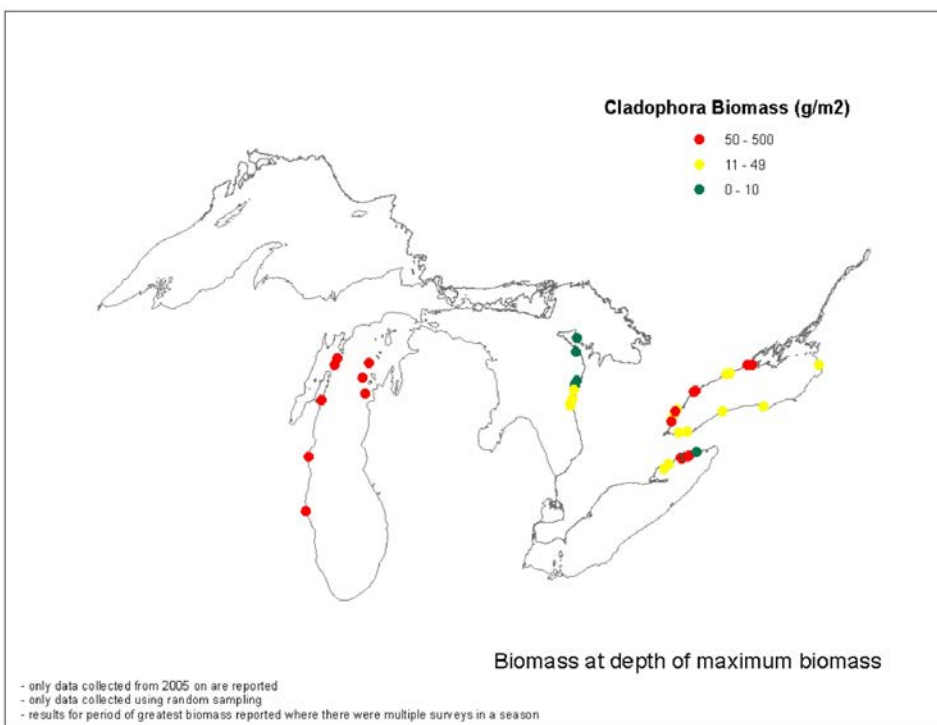 Cladophora Biomass (g/m2)
50 - 500
11 - 49
0 - 10
Biomass at depth of maximum biomass
- only data collected from 2005 on are reported
- only data collected using random sampling
- results for period of greatest biomass reported where there were multiple surveys in a season